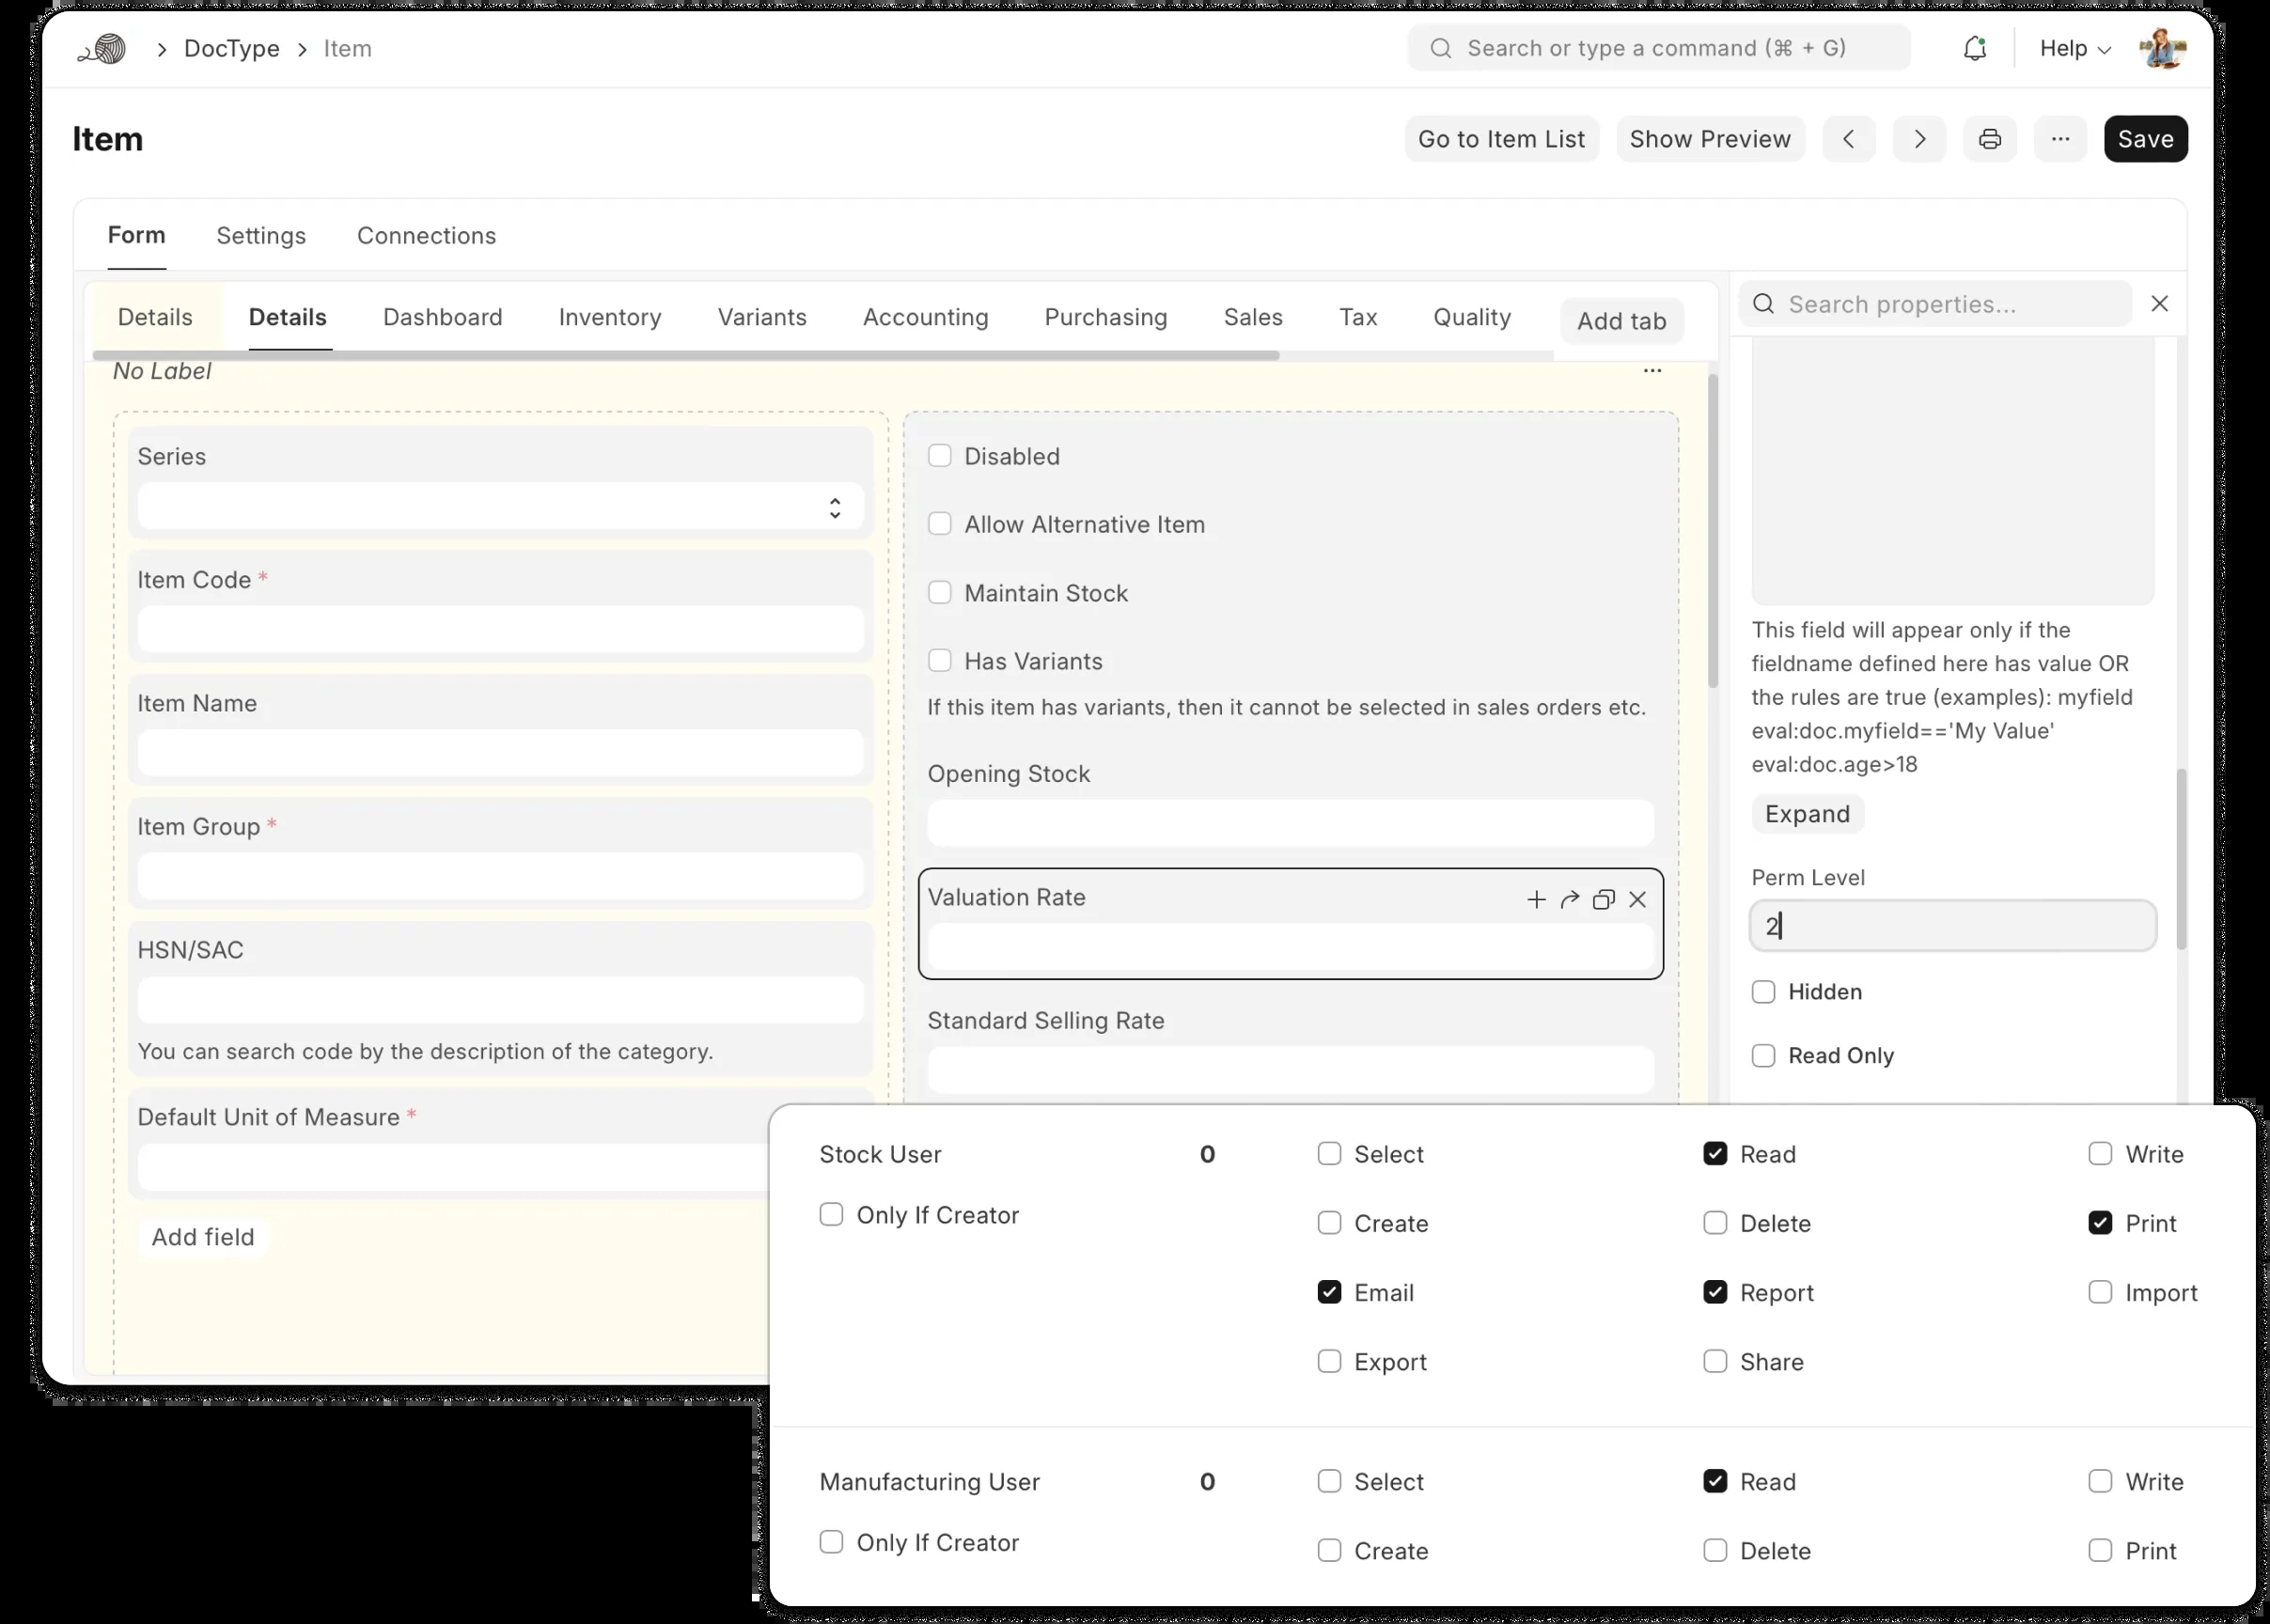 DocType
Item
Search or type a command (⌘ + G)
Help
Item
Go to Item List
Show Preview
Save
Form
Settings
Connections
Details
Details
Dashboard
Inventory
Variants
Accounting
Purchasing
Sales
Tax
Quality
Add tab
No Label
Series
Item Code *
Item Name
Item Group *
HSN/SAC
You can search code by the description of the category.
Default Unit of Measure *
Add field
Disabled
Allow Alternative Item
Maintain Stock
Has Variants
If this item has variants, then it cannot be selected in sales orders etc.
Opening Stock
Valuation Rate
Standard Selling Rate
Search properties...
This field will appear only if the
fieldname defined here has value OR
the rules are true (examples): myfield
eval:doc.myfield=='My Value'
eval:doc.age>18
Expand
Perm Level
2
Hidden
Read Only
Stock User
0
Select
Read
Write
Only If Creator
Create
Delete
Print
Email
Report
Import
Export
Share
Manufacturing User
0
Select
Read
Write
Only If Creator
Create
Delete
Print